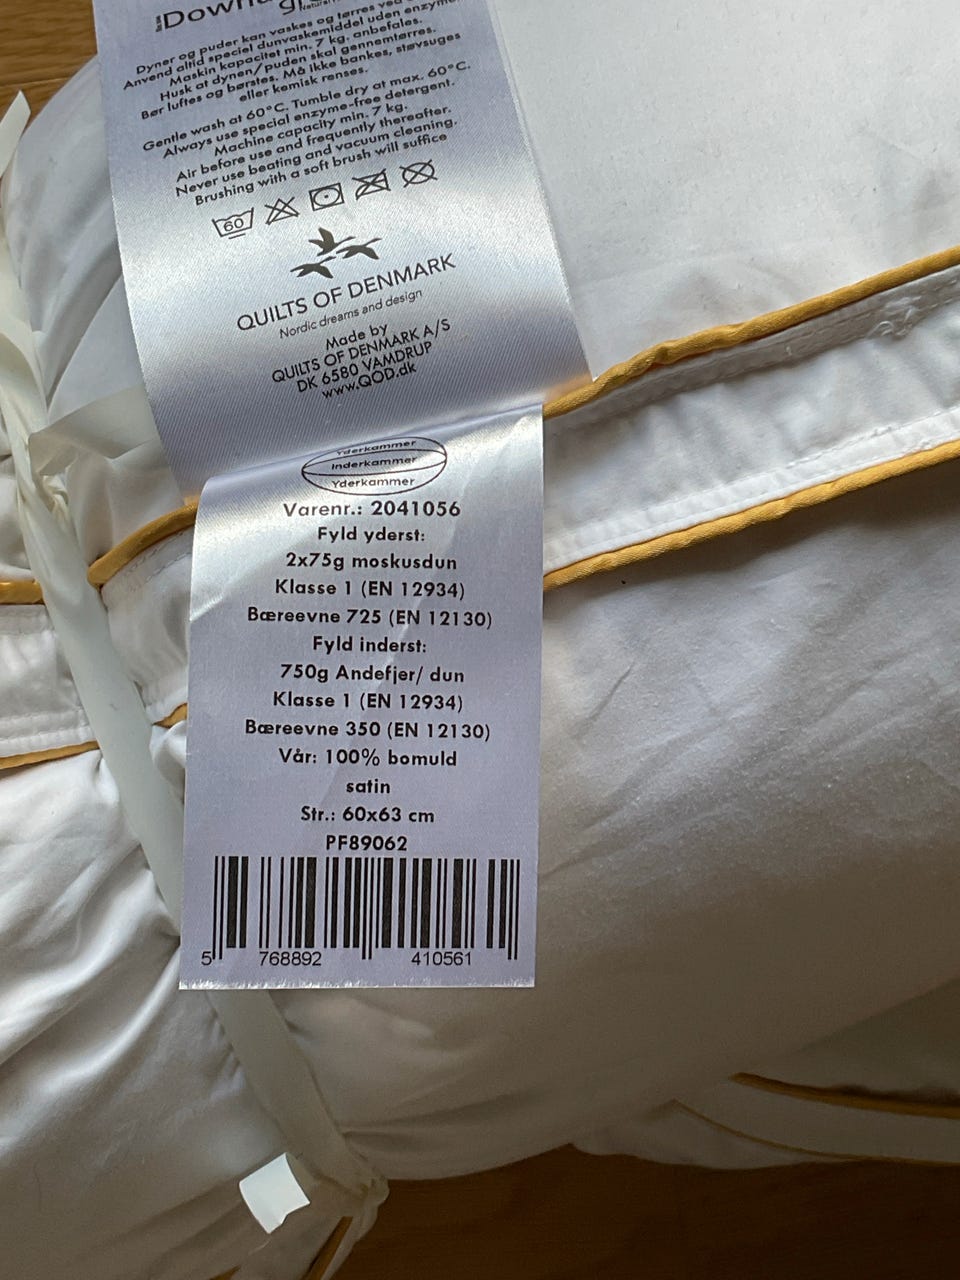 Dyner og puder kan vaskes og tørres ved
Anvend altid speciel dunvaskemiddel uden enzymer.
Maskin kapacitet min. 7 kg. anbefales.
Husk at dynen/puden skal gennemtørres.
Bør luftes og børstes. Må ikke bankes, støvsuges
eller kemisk renses.
Gentle wash at 60°C. Tumble dry at max. 60°C.
Always use special enzyme-free detergent.
Machine capacity min. 7 kg.
Air before use and frequently thereafter.
Never use beating and vacuum cleaning,
Brushing with a soft brush will suffice
60
QUILTS OF DENMARK
Nordic dreams and design
Made by
QUILTS OF DENMARK A/S
DK 6580 VAMDRUP
www.QOD.dk
Yderkammer
Inderkammer
Yderkammer
Varenr.: 2041056
Fyld yderst:
2x75g moskusdun
Klasse 1 (EN 12934)
Bæreevne 725 (EN 12130)
Fyld inderst:
750g Andefjer/ dun
Klasse 1 (EN 12934)
Bæreevne 350 (EN 12130)
Vår: 100% bomuld
satin
Str.: 60x63 cm
PF89062
5 768892 410561